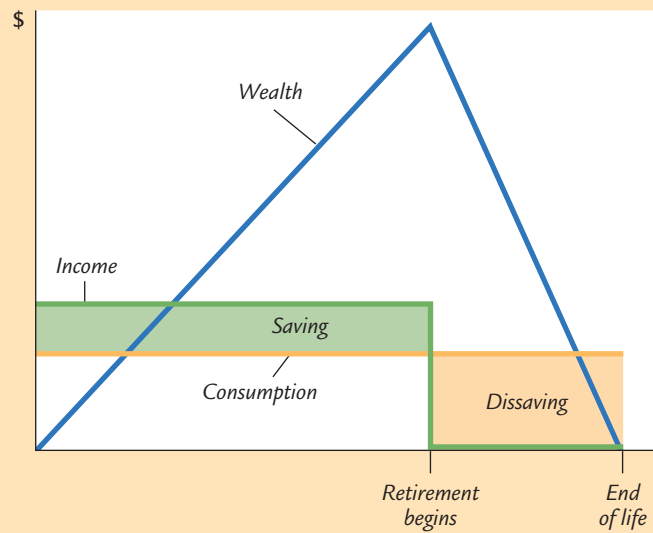 $
Wealth
Income
Saving
Consumption
Dissaving
Retirement
begins
End
of life